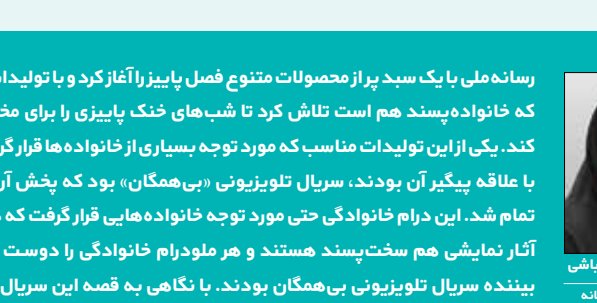 رسانه‌ملی با یک سبد پر از محصولات متنوع فصل پاییز را آغاز کرد و با
که خانواده‌پسند هم است تلاش کرد تا شب‌های خنک پاییزی را برای
کند. یکی از این تولیدات مناسب که مورد توجه بسیاری از خانواده‌ها قرار
با علاقه پیگیر آن بودند، سریال تلویزیونی «بی‌همگان» بود که پخش
تمام شد. این درام خانوادگی حتی مورد توجه خانواده‌هایی قرار گرفت که
آثار نمایشی هم سخت‌پسند هستند و هر ملودرام خانوادگی را دوست
بیننده سریال تلویزیونی بی‌همگان بودند. با نگاهی به قصه این سریال